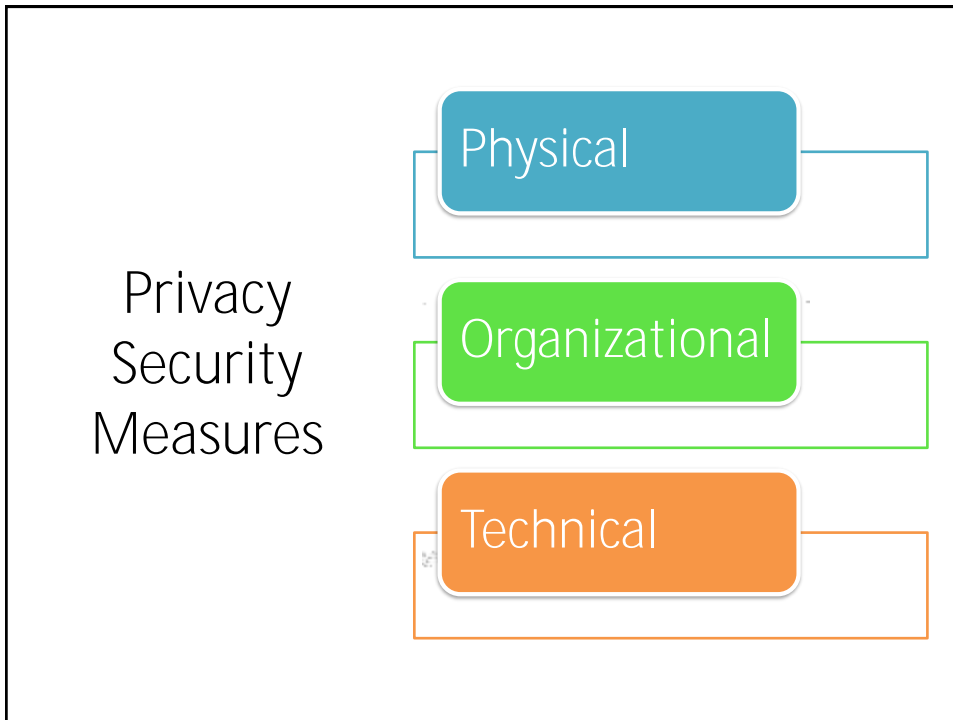 Privacy
Security
Measures
Physical
Organizational
Technical